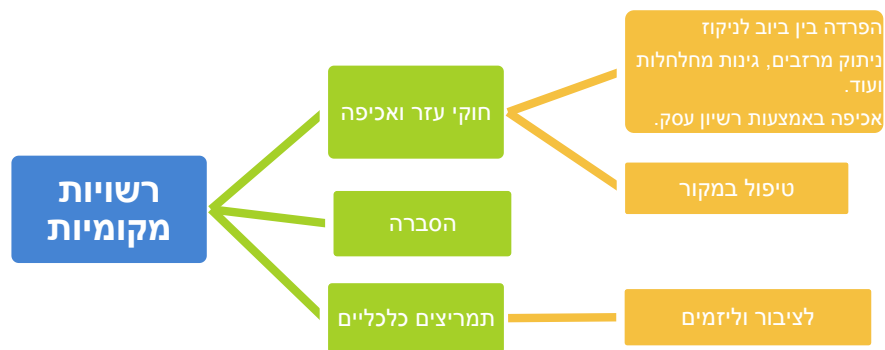 רשויות
מקומיות
חוקי עזר ואכיפה
הפרדה בין ביוב לניקוז
ניתוק מרזבים, גינות מחלחלות
ועוד.
אכיפה באמצעות רשיון עסק.
טיפול במקור
הסברה
תמריצים כלכליים
לציבור וליזמים